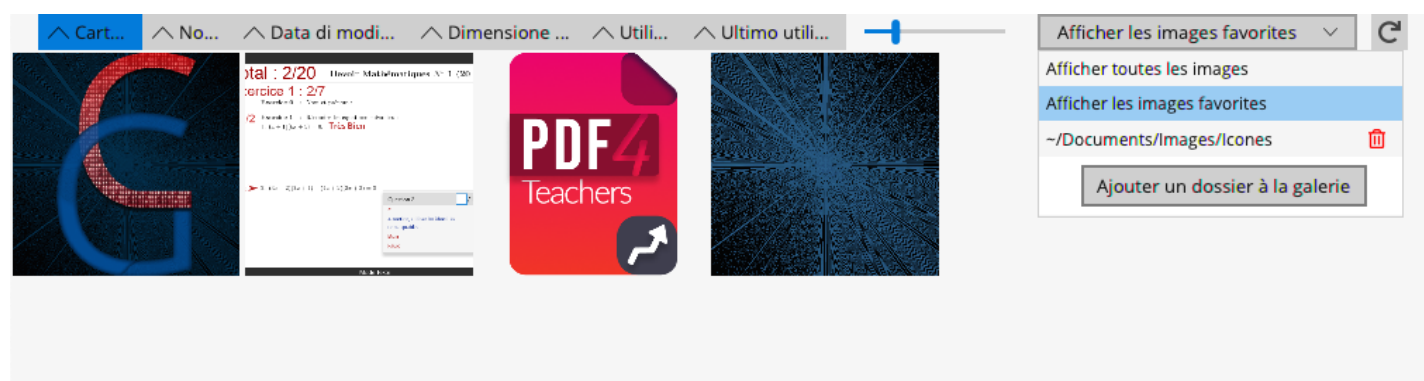 Cart...
No...
Data di modi...
Dimensione ...
Utili...
Ultimo utili...
Afficher les images favorites
Afficher toutes les images
Afficher les images favorites
~/Documents/Images/Icones
Ajouter un dossier à la galerie
otal : 2/20
Devoir Mathématiques N° 1 (20
ercice 1 : 2/7
Très Bien
PDF4
Teachers